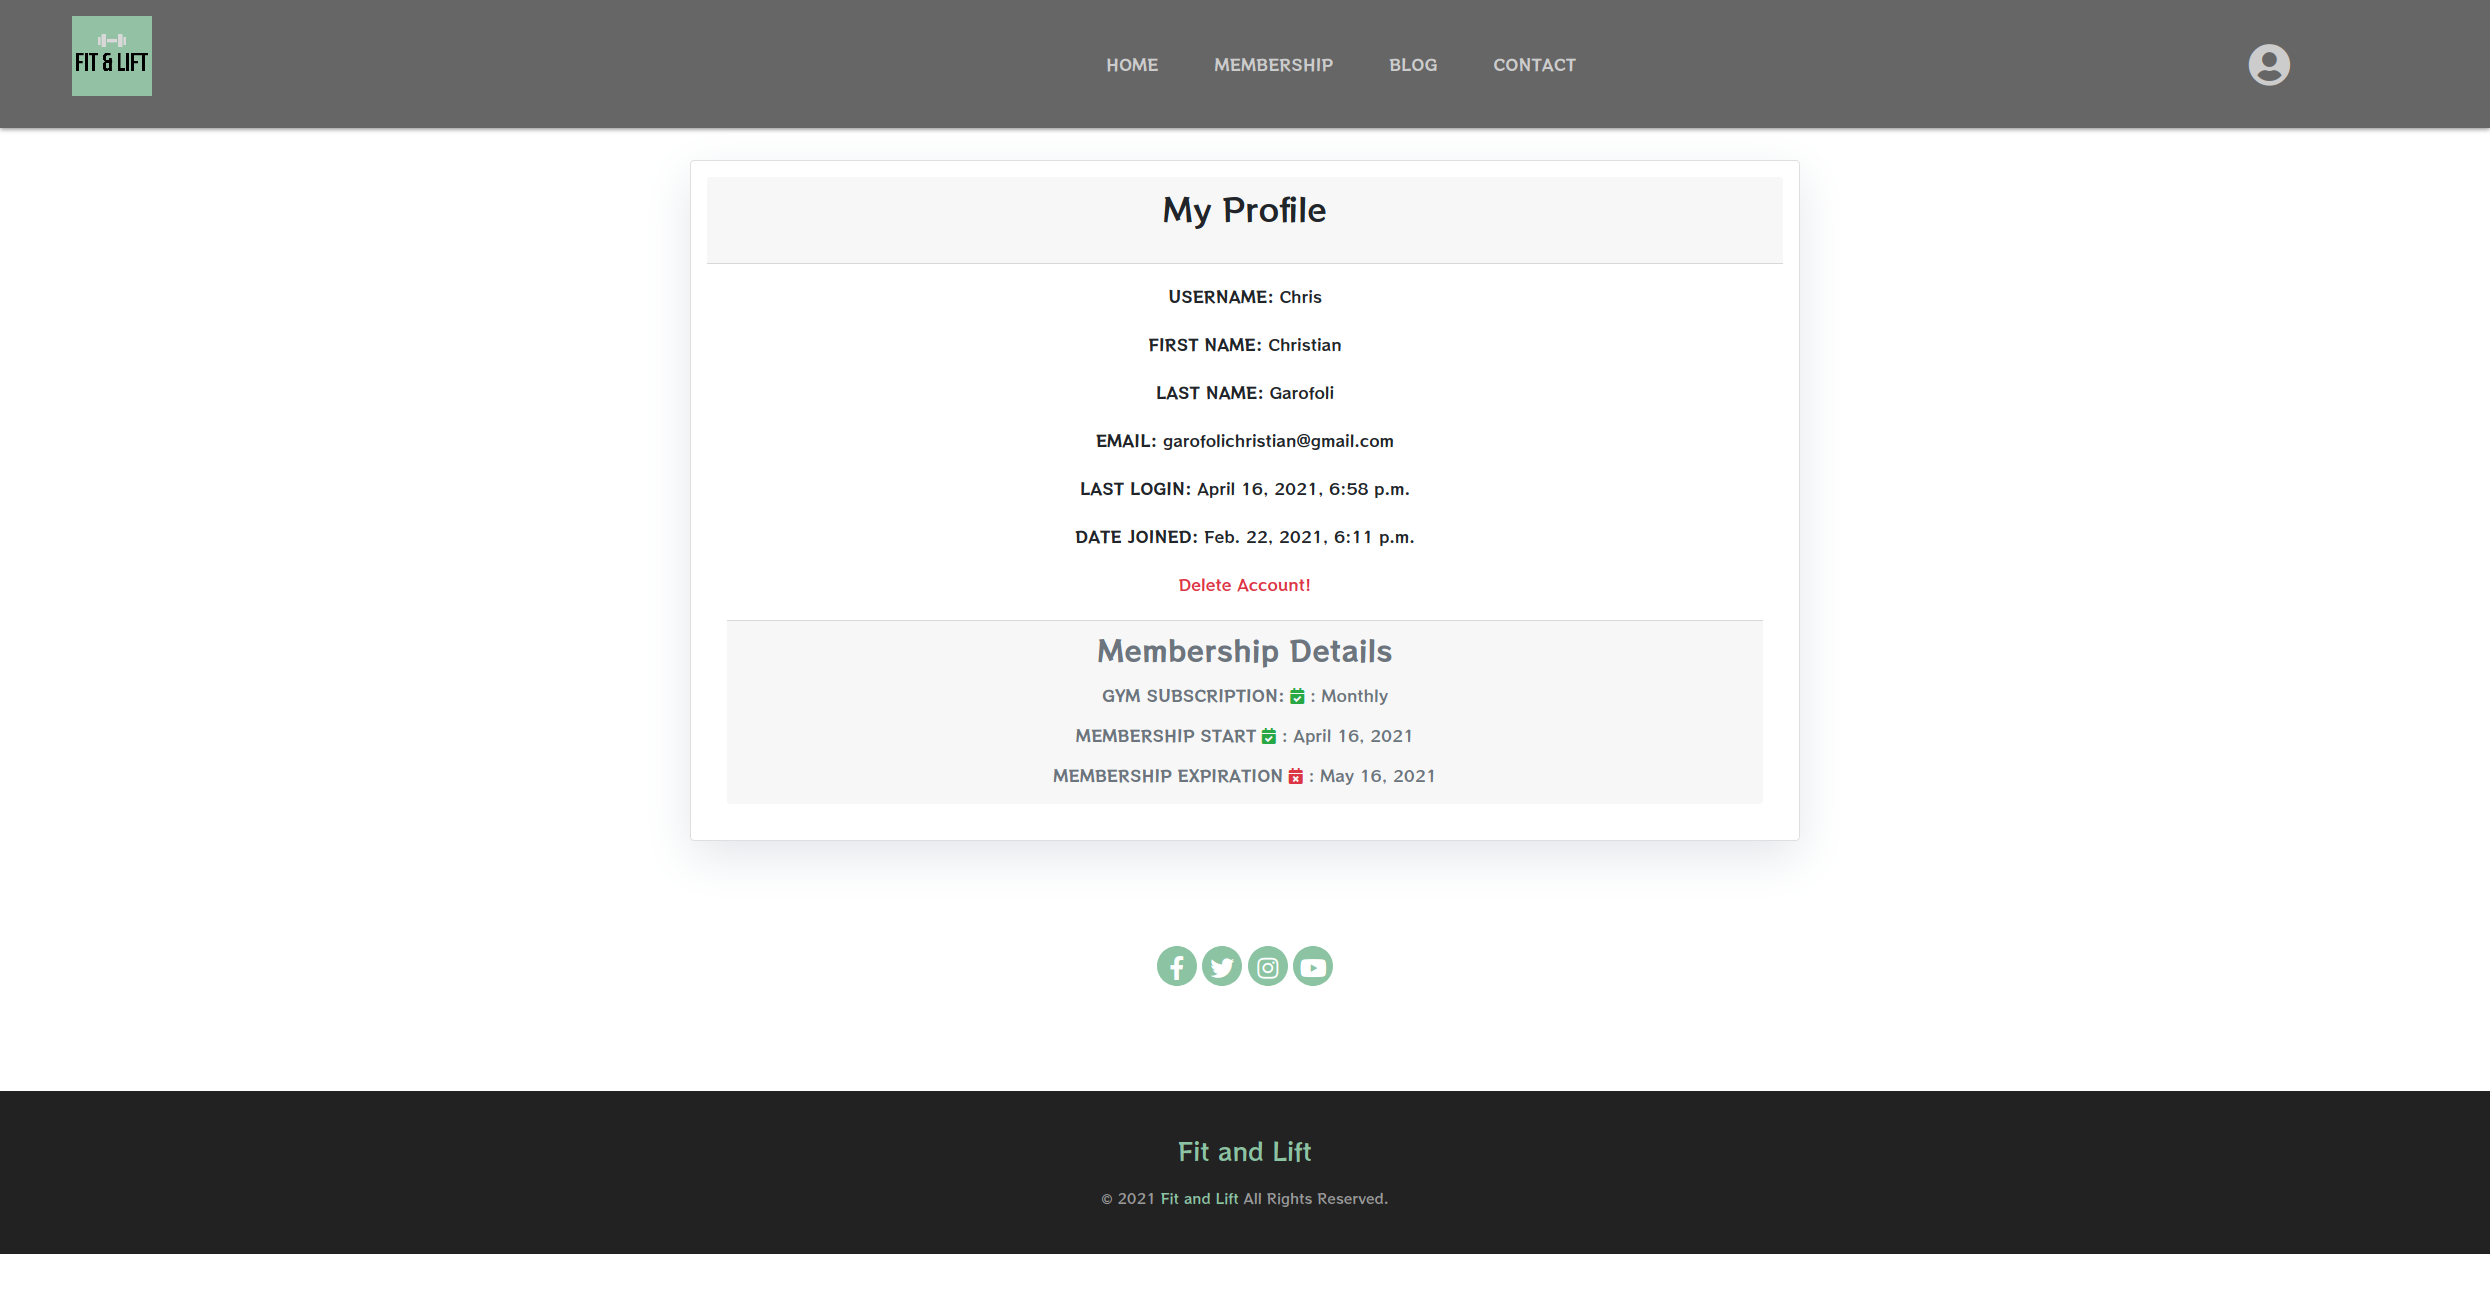 FIT & LIFT
HOME MEMBERSHIP BLOG CONTACT
My Profile
USERNAME: Chris
FIRST NAME: Christian
LAST NAME: Garofoli
EMAIL: garofolichristian@gmail.com
LAST LOGIN: April 16, 2021, 6:58 p.m.
DATE JOINED: Feb. 22, 2021, 6:11 p.m.
Delete Account!
Membership Details
GYM SUBSCRIPTION: : Monthly
MEMBERSHIP START : April 16, 2021
MEMBERSHIP EXPIRATION : May 16, 2021
Fit and Lift
© 2021 Fit and Lift All Rights Reserved.